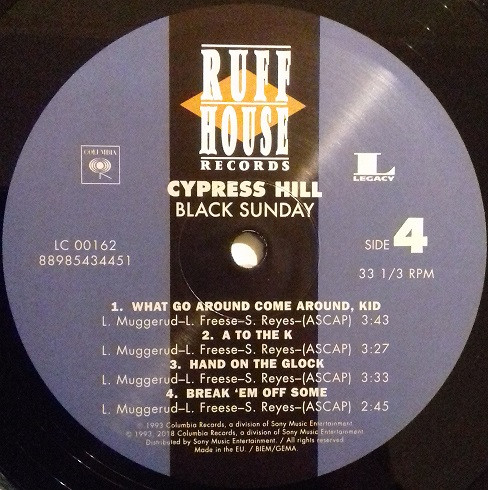 RUFF
HOUSE
RECORDS
COLUMBIA
LEGACY
CYPRESS HILL
BLACK SUNDAY
LC 00162
88985434451
SIDE 4
33 1/3 RPM
1. WHAT GO AROUND COME AROUND, KID
L. Muggerud–L. Freese–S. Reyes–(ASCAP) 3:43
2. A TO THE K
L. Muggerud–L. Freese–S. Reyes–(ASCAP) 3:27
3. HAND ON THE GLOCK
L. Muggerud–L. Freese–S. Reyes–(ASCAP) 3:33
4. BREAK 'EM OFF SOME
L. Muggerud–L. Freese–S. Reyes–(ASCAP) 2:45
℗ 1993 Columbia Records, a division of Sony Music Entertainment.
© 1993, 2018 Columbia Records, a division of Sony Music Entertainment.
Distributed by Sony Music Entertainment. / All rights reserved.
Made in the EU. / BIEM/GEMA.